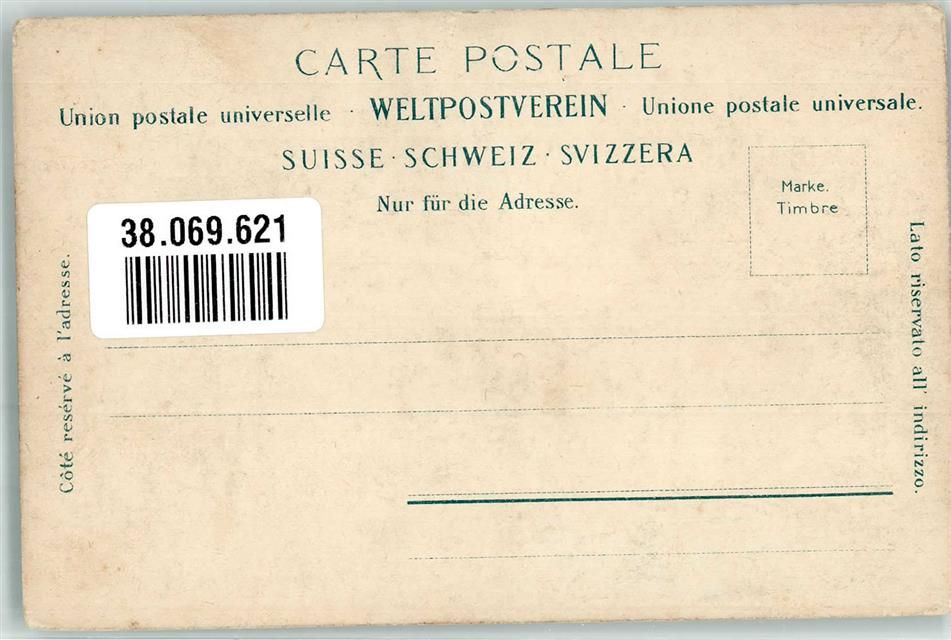 CARTE POSTALE
Union postale universelle · WELTPOSTVEREIN · Unione postale universale.
SUISSE · SCHWEIZ · SVIZZERA
Nur für die Adresse.
Marke.
Timbre
38.069.621
Côté resérvé à l'adresse.
Lato riservato all' indirizzo.